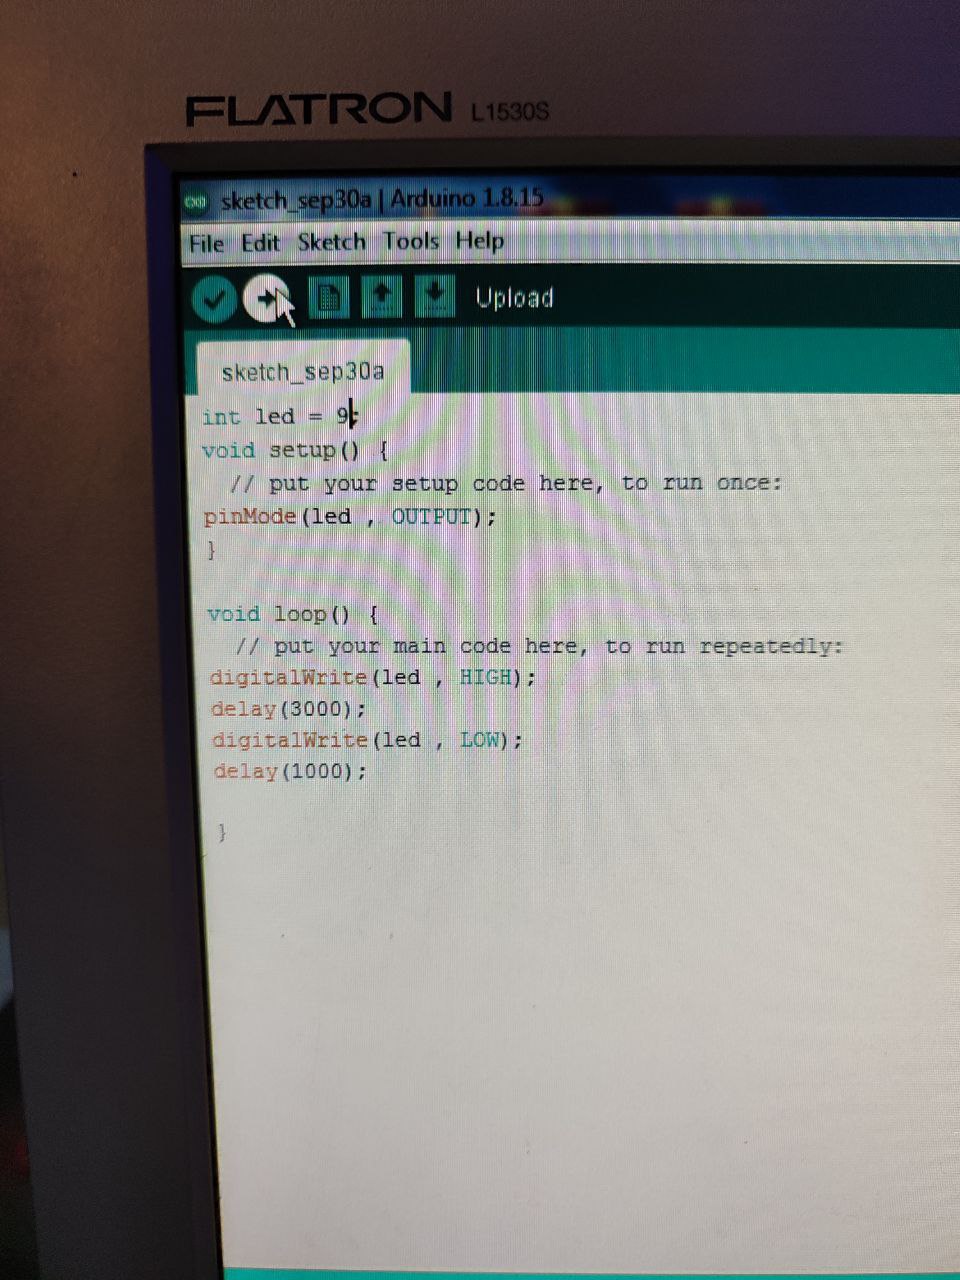 FLATRON L1530S
sketch_sep30a | Arduino 1.8.15
File Edit Sketch Tools Help
Upload
sketch_sep30a
int led = 9;
void setup() {
// put your setup code here, to run once:
pinMode(led , OUTPUT);
}
void loop() {
// put your main code here, to run repeatedly:
digitalWrite(led , HIGH);
delay(3000);
digitalWrite(led , LOW);
delay(1000);
}